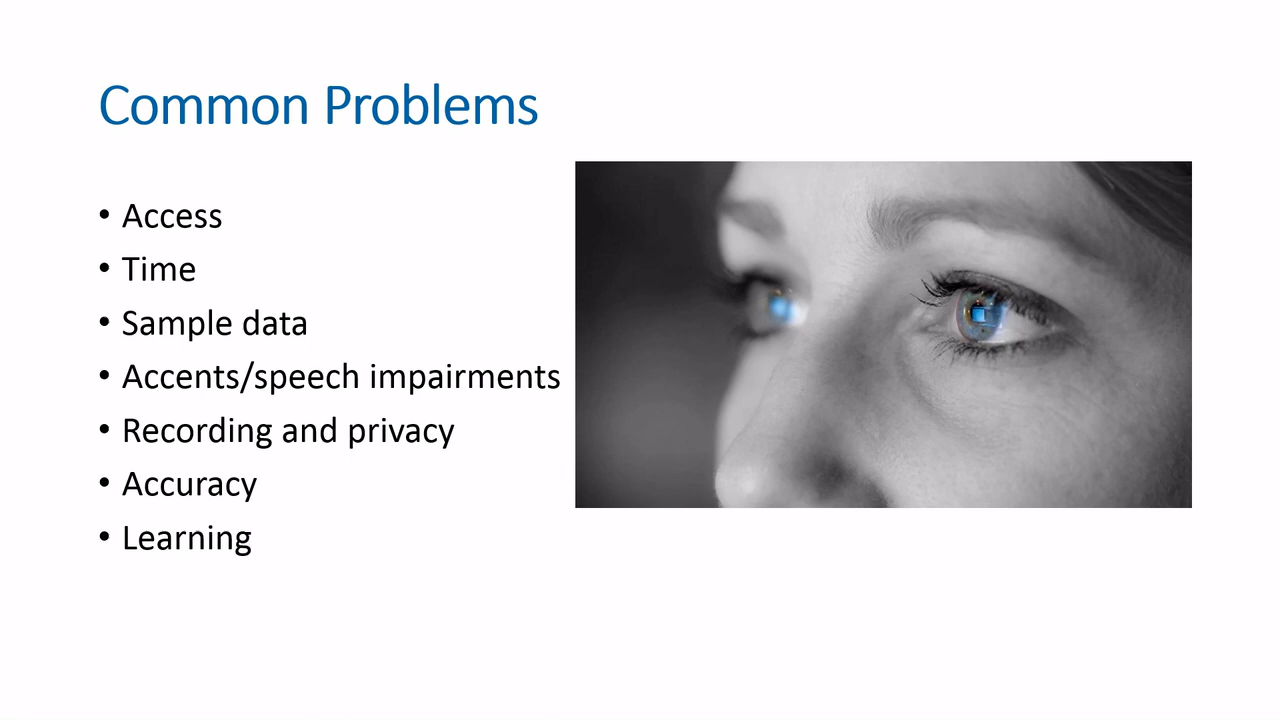 Common Problems
• Access
• Time
• Sample data
• Accents/speech impairments
• Recording and privacy
• Accuracy
• Learning